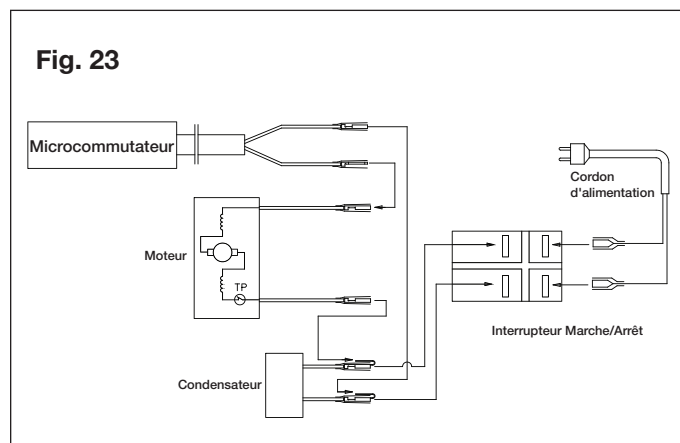 Fig. 23
Microcommutateur
Cordon
d'alimentation
Moteur
TP
Interrupteur Marche/Arrêt
Condensateur